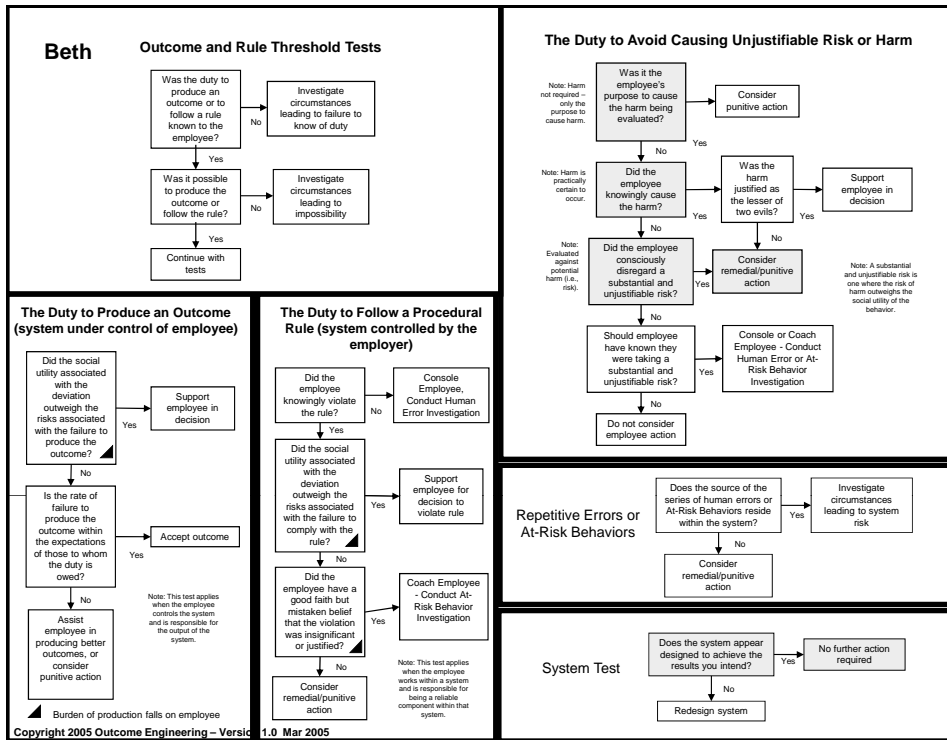 Beth
Outcome and Rule Threshold Tests
Was the duty to
produce an
outcome or to
follow a rule
known to the
employee?
No
Investigate
circumstances
leading to failure to
know of duty
Yes
Was it possible
to produce the
outcome or
follow the rule?
No
Investigate
circumstances
leading to
impossibility
Yes
Continue with
tests
The Duty to Avoid Causing Unjustifiable Risk or Harm
Note: Harm
not required –
only the
purpose to
cause harm.
Was it the
employee's
purpose to cause
the harm being
evaluated?
Yes
Consider
punitive action
No
Note: Harm is
practically
certain to
occur.
Did the
employee
knowingly cause
the harm?
Yes
Was the
harm
justified as
the lesser of
two evils?
Yes
Support
employee in
decision
No
No
Note:
Evaluated
against
potential
harm (i.e.,
risk).
Did the employee
consciously
disregard a
substantial and
unjustifiable risk?
Yes
Consider
remedial/punitive
action
Note: A substantial
and unjustifiable risk is
one where the risk of
harm outweighs the
social utility of the
behavior.
No
Should employee
have known they
were taking a
substantial and
unjustifiable risk?
Yes
Console or Coach
Employee - Conduct
Human Error or At-
Risk Behavior
Investigation
No
Do not consider
employee action
The Duty to Produce an Outcome
(system under control of employee)
Did the social
utility associated
with the
deviation
outweigh the
risks associated
with the failure to
produce the
outcome?
Yes
Support
employee in
decision
No
Is the rate of
failure to
produce the
outcome within
the expectations
of those to whom
the duty is
owed?
Yes
Accept outcome
No
Assist
employee in
producing better
outcomes, or
consider
punitive action
Note: This test applies
when the employee
controls the system
and is responsible for
the output of the
system.
Burden of production falls on employee
The Duty to Follow a Procedural
Rule (system controlled by the
employer)
Did the
employee
knowingly violate
the rule?
No
Console
Employee,
Conduct Human
Error Investigation
Yes
Did the social
utility associated
with the
deviation
outweigh the
risks associated
with the failure to
comply with the
rule?
Yes
Support
employee for
decision to
violate rule
No
Did the
employee have a
good faith but
mistaken belief
that the violation
was insignificant
or justified?
Yes
Coach Employee
- Conduct At-
Risk Behavior
Investigation
No
Consider
remedial/punitive
action
Note: This test applies
when the employee
works within a system
and is responsible for
being a reliable
component within that
system.
Repetitive Errors or
At-Risk Behaviors
Does the source of the
series of human errors or
At-Risk Behaviors reside
within the system?
Yes
Investigate
circumstances
leading to system
risk
No
Consider
remedial/punitive
action
System Test
Does the system appear
designed to achieve the
results you intend?
Yes
No further action
required
No
Redesign system
Copyright 2005 Outcome Engineering – Version 1.0 Mar 2005